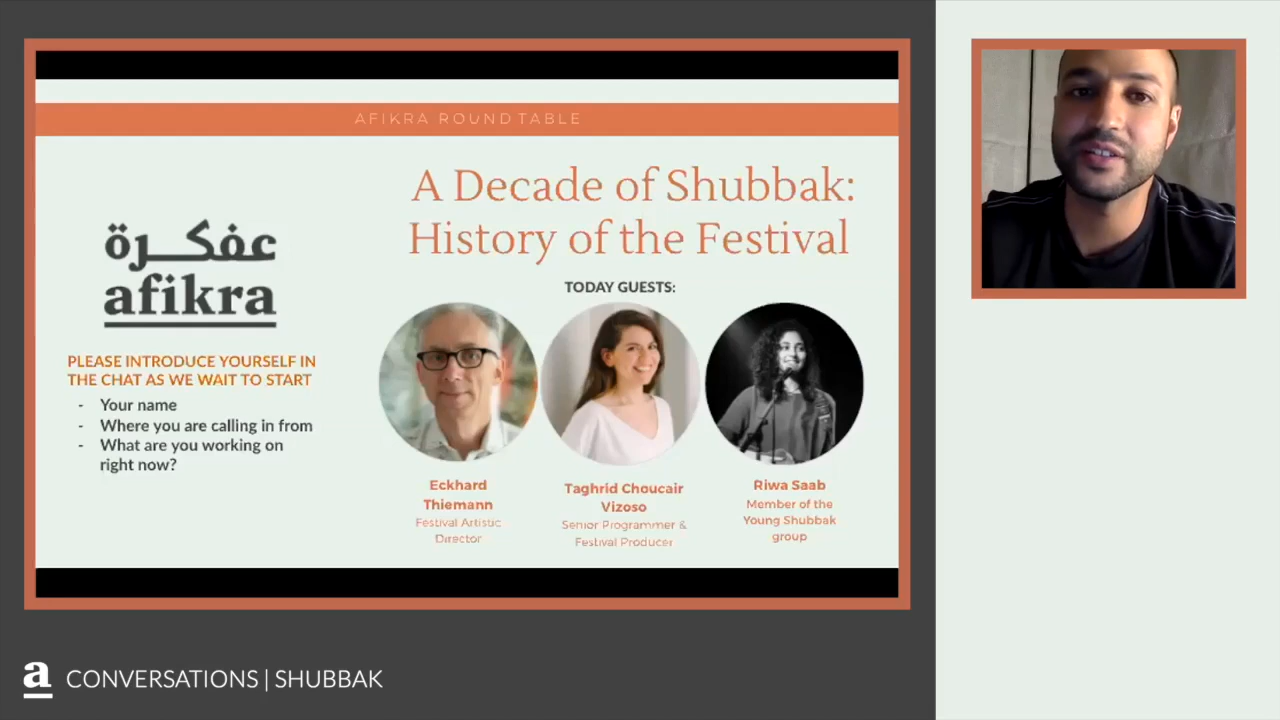 AFIKRA ROUND TABLE
A Decade of Shubbak:
History of the Festival
عفكرة
afikra
TODAY GUESTS:
PLEASE INTRODUCE YOURSELF IN
THE CHAT AS WE WAIT TO START
- Your name
- Where you are calling in from
- What are you working on
right now?
Eckhard
Thiemann
Festival Artistic
Director
Taghrid Choucair
Vizoso
Senior Programmer &
Festival Producer
Riwa Saab
Member of the
Young Shubbak
group
a CONVERSATIONS | SHUBBAK